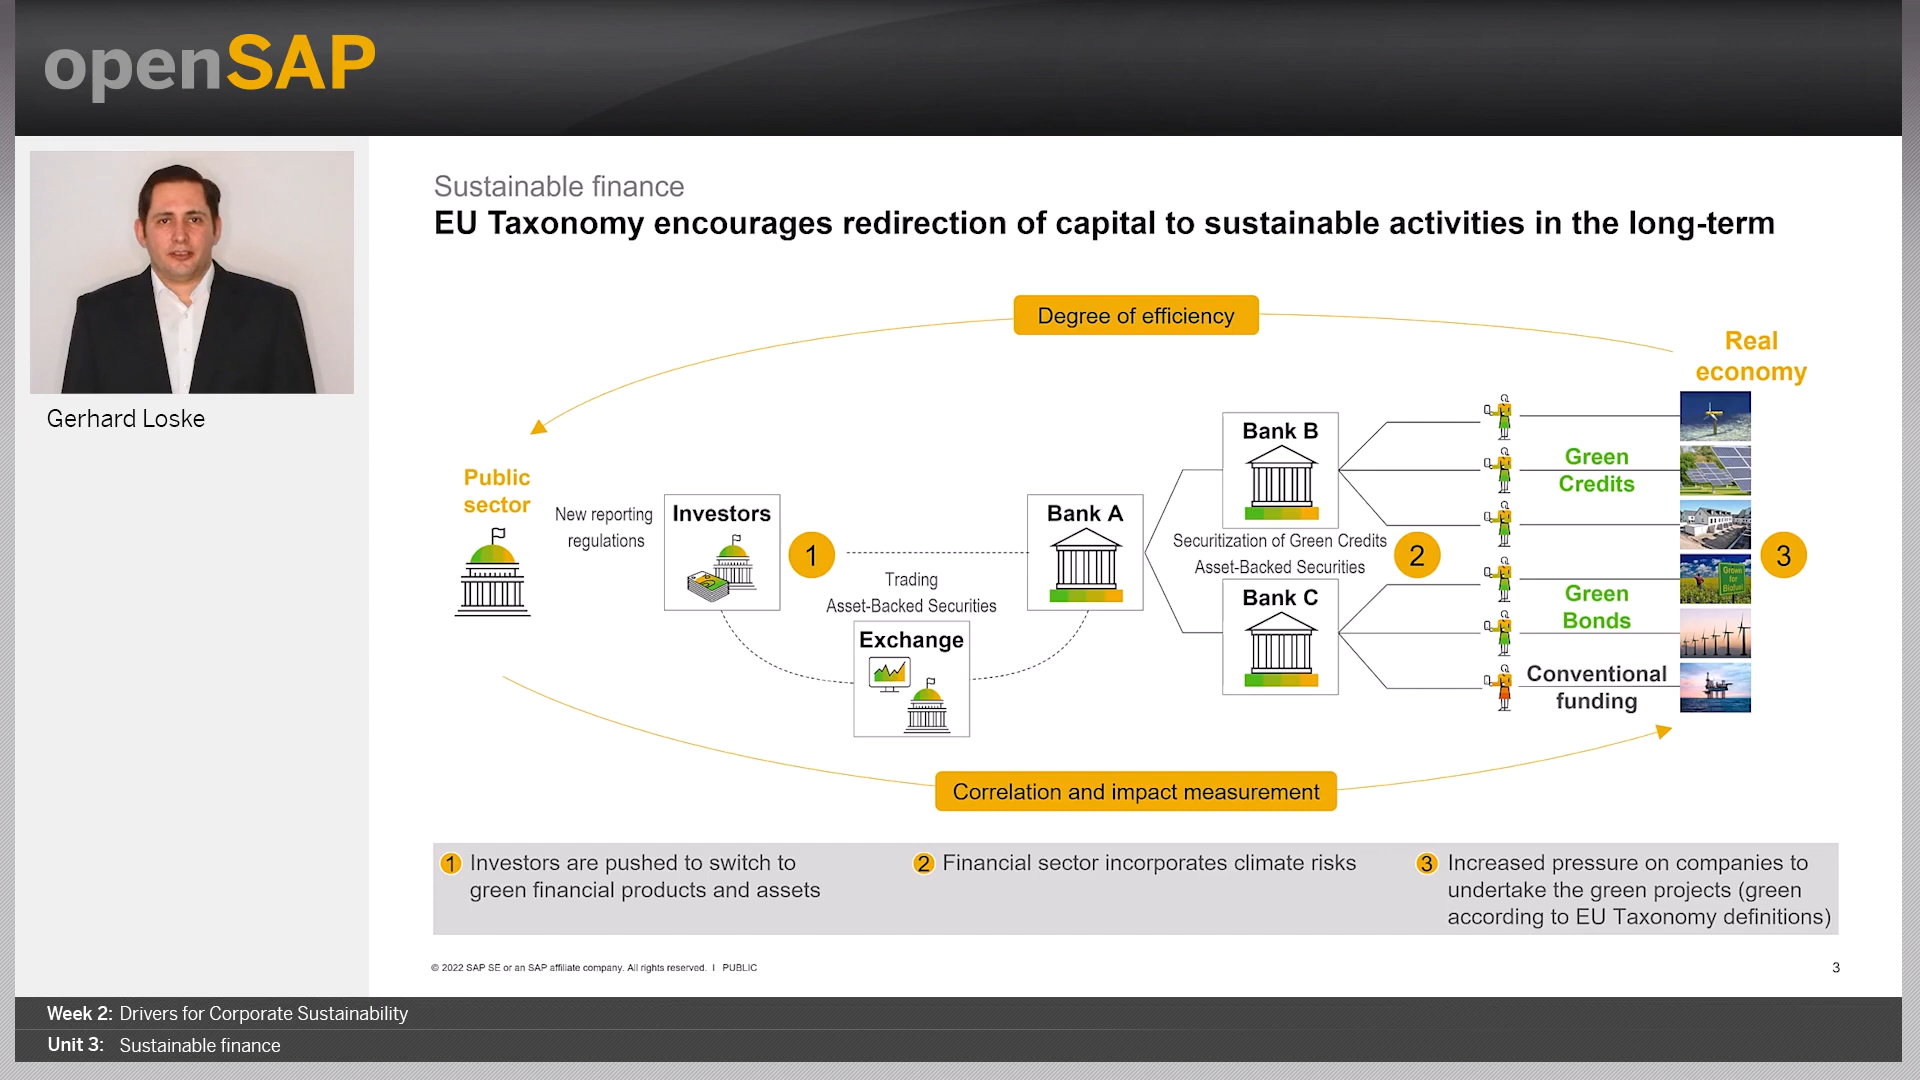 openSAP
Gerhard Loske
Sustainable finance
EU Taxonomy encourages redirection of capital to sustainable activities in the long-term
Degree of efficiency
Real
economy
Public
sector
New reporting
regulations
Investors
1
Trading
Asset-Backed Securities
Exchange
Bank A
Bank B
Securitization of Green Credits
Asset-Backed Securities
2
Bank C
Green
Credits
Green
Bonds
Conventional
funding
Grown
for
Biofuel
3
Correlation and impact measurement
1 Investors are pushed to switch to
green financial products and assets
2 Financial sector incorporates climate risks
3 Increased pressure on companies to
undertake the green projects (green
according to EU Taxonomy definitions)
© 2022 SAP SE or an SAP affiliate company. All rights reserved. I PUBLIC
3
Week 2: Drivers for Corporate Sustainability
Unit 3: Sustainable finance